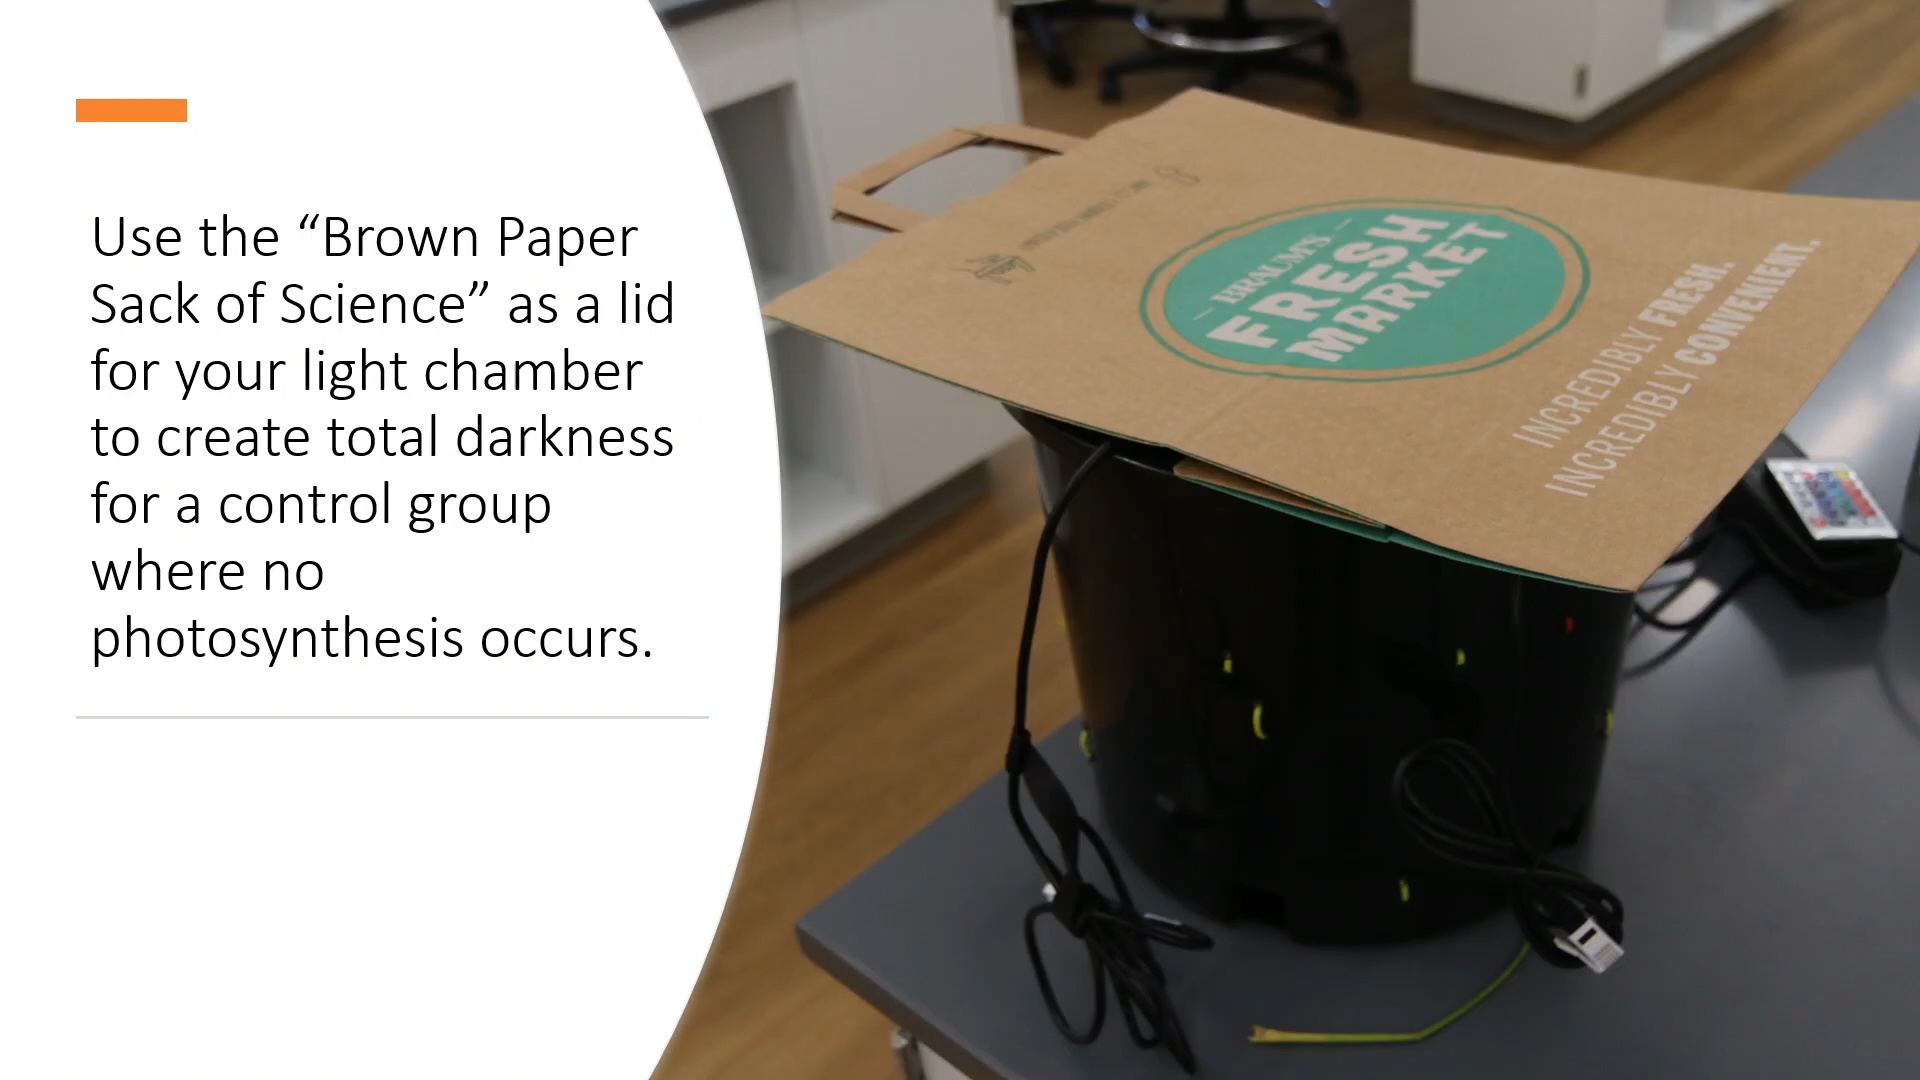 Use the “Brown Paper
Sack of Science” as a lid
for your light chamber
to create total darkness
for a control group
where no
photosynthesis occurs.
BRAUM'S
FRESH
MARKET
INCREDIBLY FRESH.
INCREDIBLY CONVENIENT.